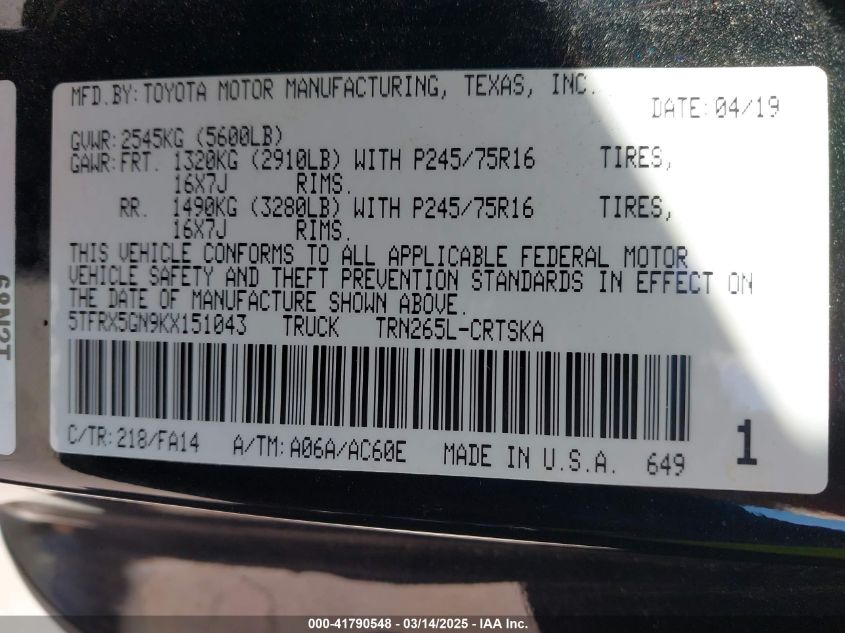 MFD.BY:TOYOTA MOTOR MANUFACTURING, TEXAS, INC.
DATE:04/19
GVWR:2545KG (5600LB)
GAWR:FRT. 1320KG (2910LB) WITH P245/75R16 TIRES,
16X7J RIMS.
RR. 1490KG (3280LB) WITH P245/75R16 TIRES,
16X7J RIMS.
THIS VEHICLE CONFORMS TO ALL APPLICABLE FEDERAL MOTOR
VEHICLE SAFETY AND THEFT PREVENTION STANDARDS IN EFFECT ON
THE DATE OF MANUFACTURE SHOWN ABOVE.
5TFRX5GN9KX151043 TRUCK TRN265L-CRTSKA
C/TR:218/FA14 A/TM:A06A/AC60E MADE IN U.S.A. 649
1
000-41790548 - 03/14/2025 - IAA Inc.